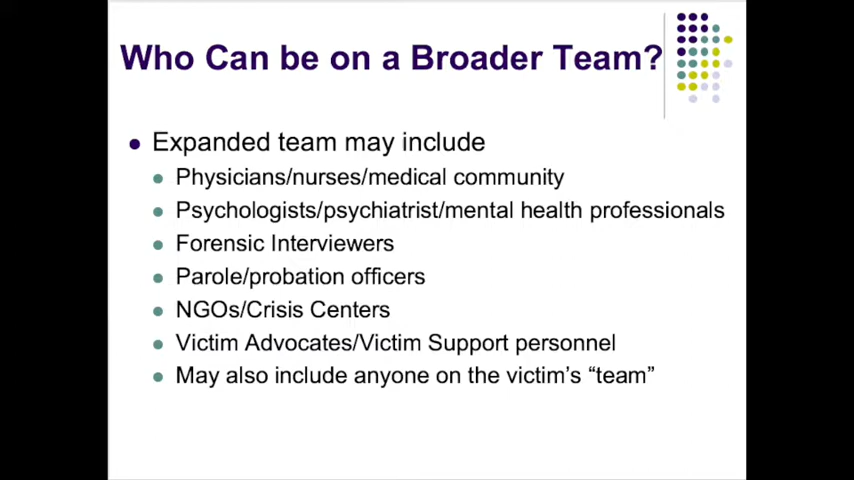 Who Can be on a Broader Team?
Expanded team may include
Physicians/nurses/medical community
Psychologists/psychiatrist/mental health professionals
Forensic Interviewers
Parole/probation officers
NGOs/Crisis Centers
Victim Advocates/Victim Support personnel
May also include anyone on the victim’s “team”